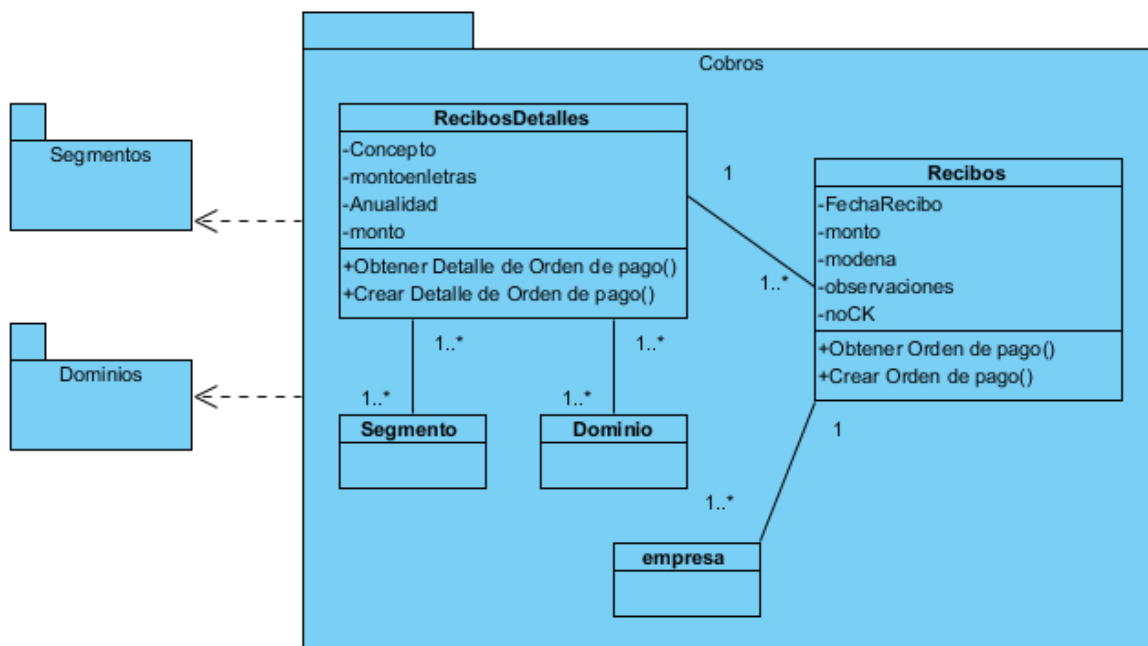 Cobros
Segmentos
Dominios
RecibosDetalles
-Concepto
-montoenletras
-Anualidad
-monto
+Obtener Detalle de Orden de pago()
+Crear Detalle de Orden de pago()
1
1..*
Recibos
-FechaRecibo
-monto
-modena
-observaciones
-noCK
+Obtener Orden de pago()
+Crear Orden de pago()
1..*
1..*
1..*
1..*
Segmento
Dominio
1
1..*
empresa